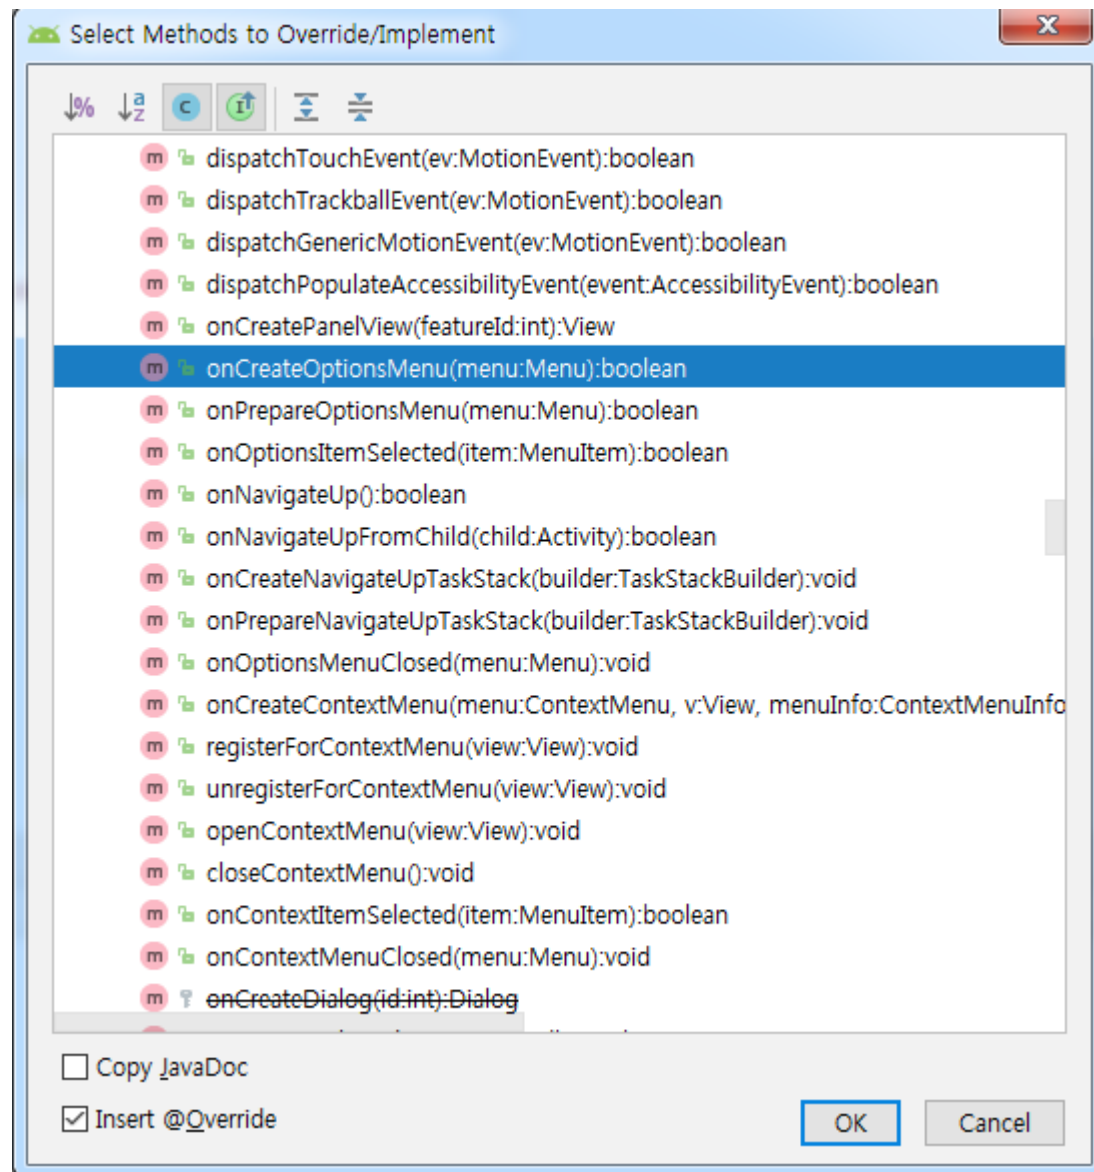 Select Methods to Override/Implement
dispatchTouchEvent(ev:MotionEvent):boolean
dispatchTrackballEvent(ev:MotionEvent):boolean
dispatchGenericMotionEvent(ev:MotionEvent):boolean
dispatchPopulateAccessibilityEvent(event:AccessibilityEvent):boolean
onCreatePanelView(featureId:int):View
onCreateOptionsMenu(menu:Menu):boolean
onPrepareOptionsMenu(menu:Menu):boolean
onOptionsItemSelected(item:MenuItem):boolean
onNavigateUp():boolean
onNavigateUpFromChild(child:Activity):boolean
onCreateNavigateUpTaskStack(builder:TaskStackBuilder):void
onPrepareNavigateUpTaskStack(builder:TaskStackBuilder):void
onOptionsMenuClosed(menu:Menu):void
onCreateContextMenu(menu:ContextMenu, v:View, menuInfo:ContextMenuInfo
registerForContextMenu(view:View):void
unregisterForContextMenu(view:View):void
openContextMenu(view:View):void
closeContextMenu():void
onContextItemSelected(item:MenuItem):boolean
onContextMenuClosed(menu:Menu):void
onCreateDialog(id:int):Dialog
Copy JavaDoc
Insert @Override
OK
Cancel